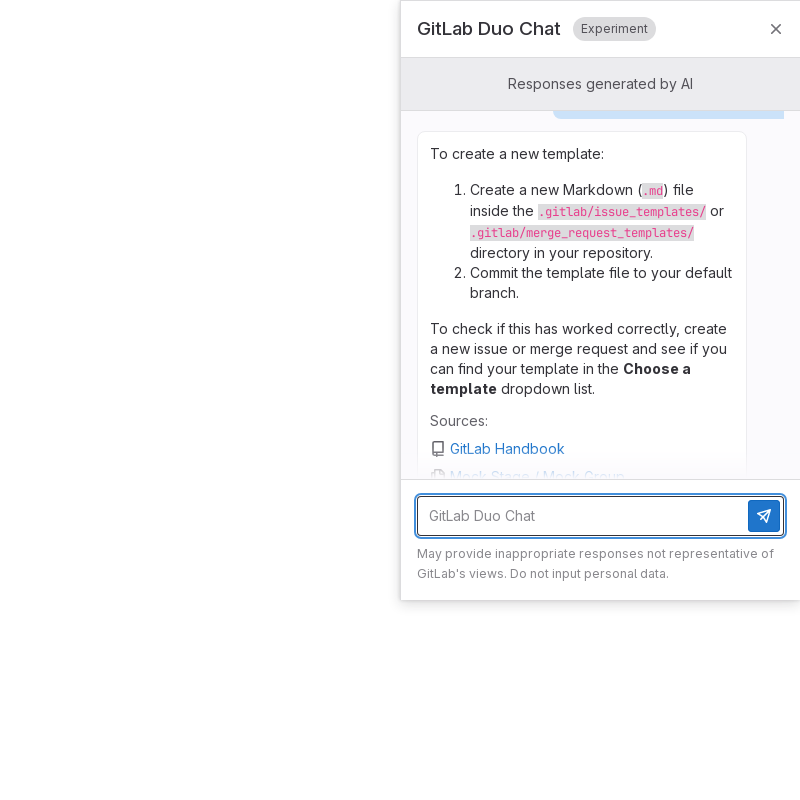 GitLab Duo Chat Experiment
Responses generated by AI
To create a new template:
1. Create a new Markdown (.md) file
inside the .gitlab/issue_templates/ or
.gitlab/merge_request_templates/
directory in your repository.
2. Commit the template file to your default
branch.
To check if this has worked correctly, create
a new issue or merge request and see if you
can find your template in the Choose a
template dropdown list.
Sources:
GitLab Handbook
Mock Stage / Mock Group
GitLab Duo Chat
May provide inappropriate responses not representative of
GitLab's views. Do not input personal data.